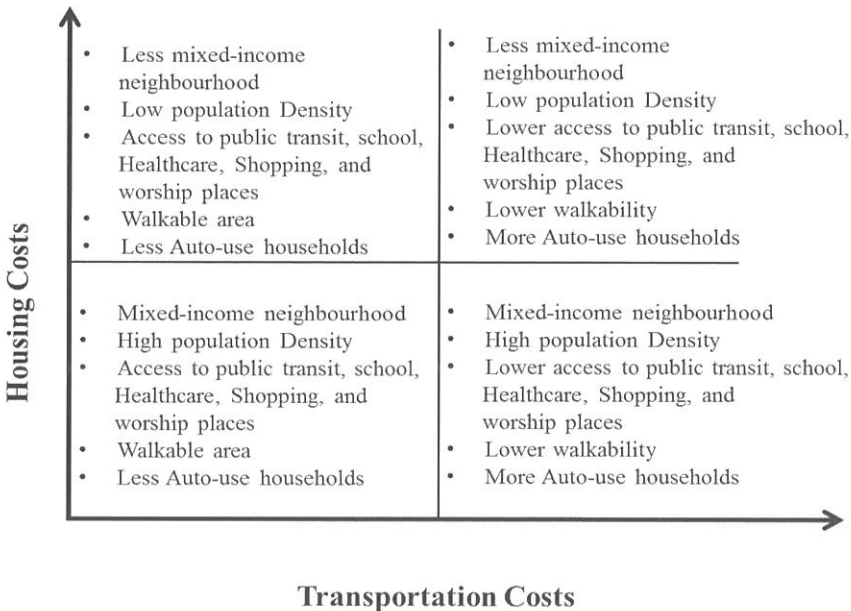 • Less mixed-income
neighbourhood
• Low population Density
• Access to public transit, school,
Healthcare, Shopping, and
worship places
• Walkable area
• Less Auto-use households
• Less mixed-income
neighbourhood
• Low population Density
• Lower access to public transit, school,
Healthcare, Shopping, and
worship places
• Lower walkability
• More Auto-use households
Housing Costs
• Mixed-income neighbourhood
• High population Density
• Access to public transit, school,
Healthcare, Shopping, and
worship places
• Walkable area
• Less Auto-use households
• Mixed-income neighbourhood
• High population Density
• Lower access to public transit, school,
Healthcare, Shopping, and
worship places
• Lower walkability
• More Auto-use households
Transportation Costs